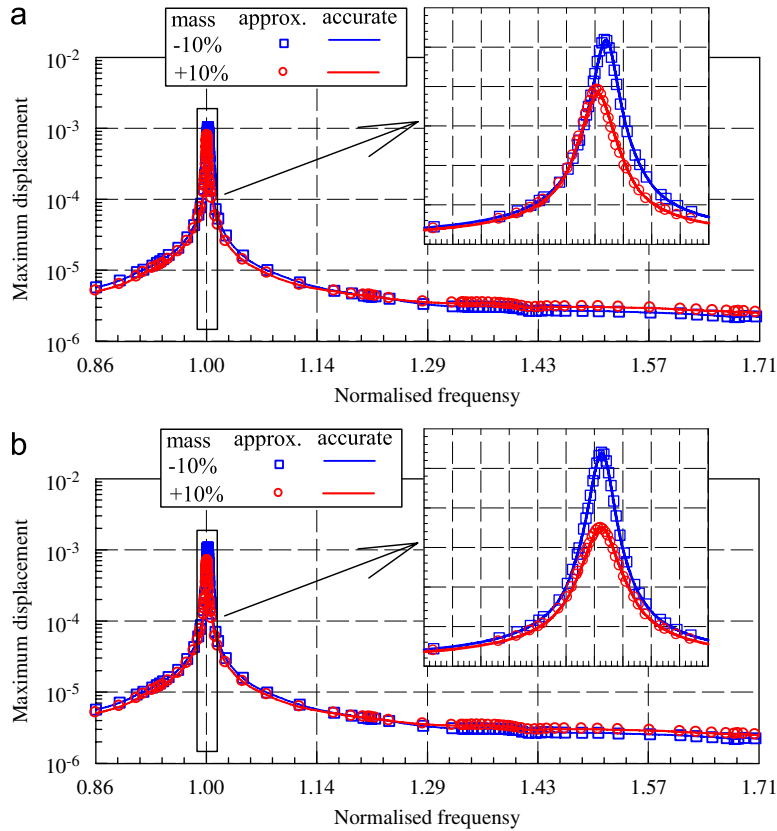 a
mass approx. accurate
-10%
+10%
10-2
10-3
10-4
10-5
10-6
Maximum displacement
0.86 1.00 1.14 1.29 1.43 1.57 1.71
Normalised frequensy
b
mass approx. accurate
-10%
+10%
10-2
10-3
10-4
10-5
10-6
Maximum displacement
0.86 1.00 1.14 1.29 1.43 1.57 1.71
Normalised frequensy